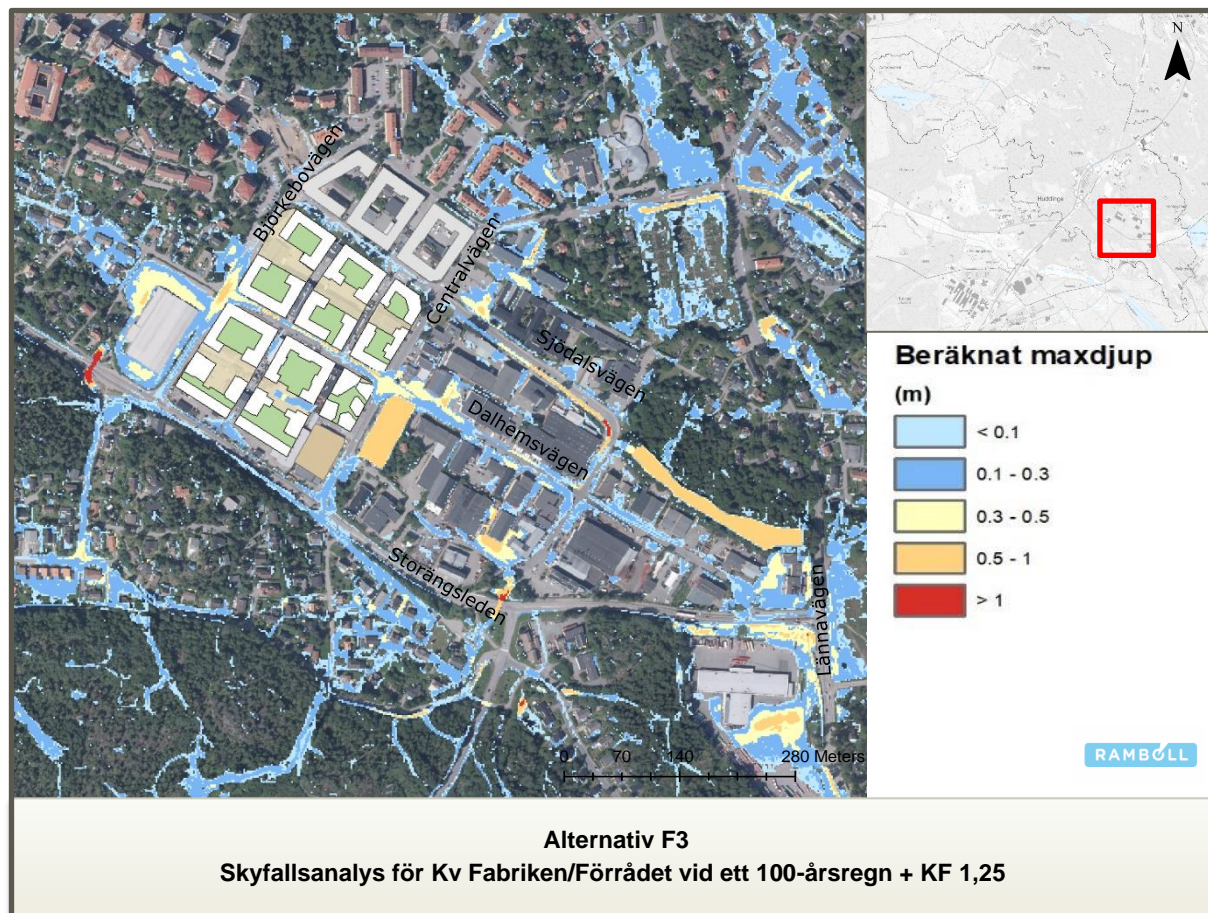 Björkebovägen
Centralvägen
Sjödalsvägen
Dalhemsvägen
Storängsleden
Lännavägen
0 70 140 280 Meters
N
Huddinge
Beräknat maxdjup
(m)
< 0.1
0.1 - 0.3
0.3 - 0.5
0.5 - 1
> 1
RAMBOLL
Alternativ F3
Skyfallsanalys för Kv Fabriken/Förrådet vid ett 100-årsregn + KF 1,25